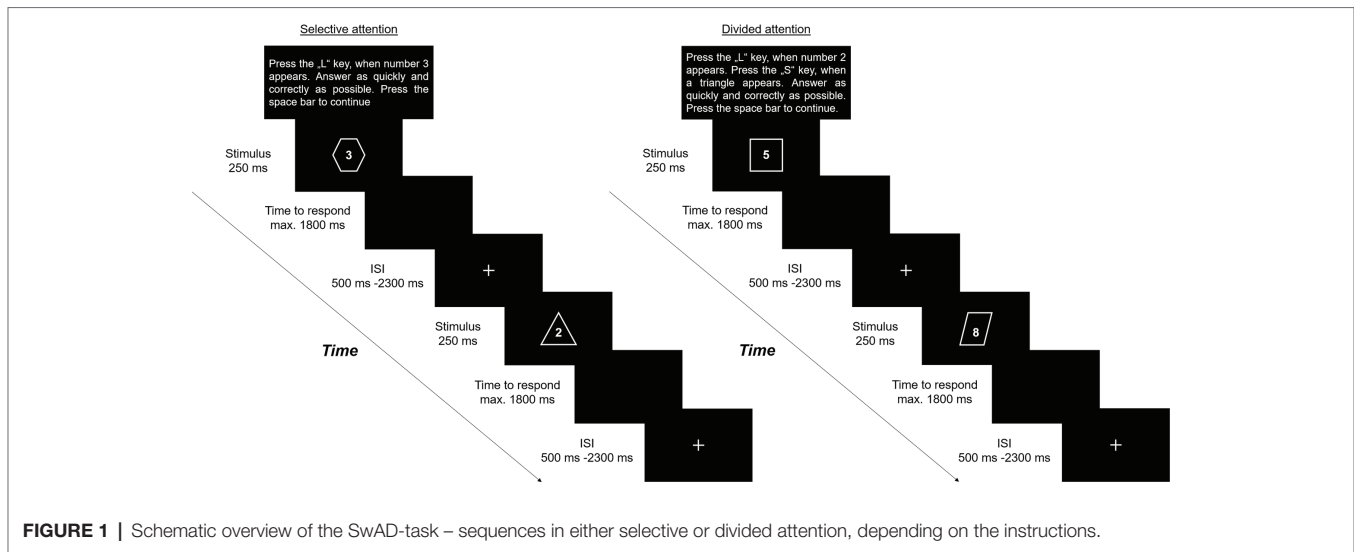 Selective attention
Press the „L“ key, when number 3
appears. Answer as quickly and
correctly as possible. Press the
space bar to continue
Stimulus
250 ms
3
Time to respond
max. 1800 ms
ISI
500 ms -2300 ms
+
Stimulus
250 ms
2
Time
Time to respond
max. 1800 ms
ISI
500 ms -2300 ms
+
Divided attention
Press the „L“ key, when number 2
appears. Press the „S“ key, when
a triangle appears. Answer as
quickly and correctly as possible.
Press the space bar to continue.
Stimulus
250 ms
5
Time to respond
max. 1800 ms
ISI
500 ms -2300 ms
+
Stimulus
250 ms
8
Time
Time to respond
max. 1800 ms
ISI
500 ms -2300 ms
+
FIGURE 1 | Schematic overview of the SwAD-task – sequences in either selective or divided attention, depending on the instructions.